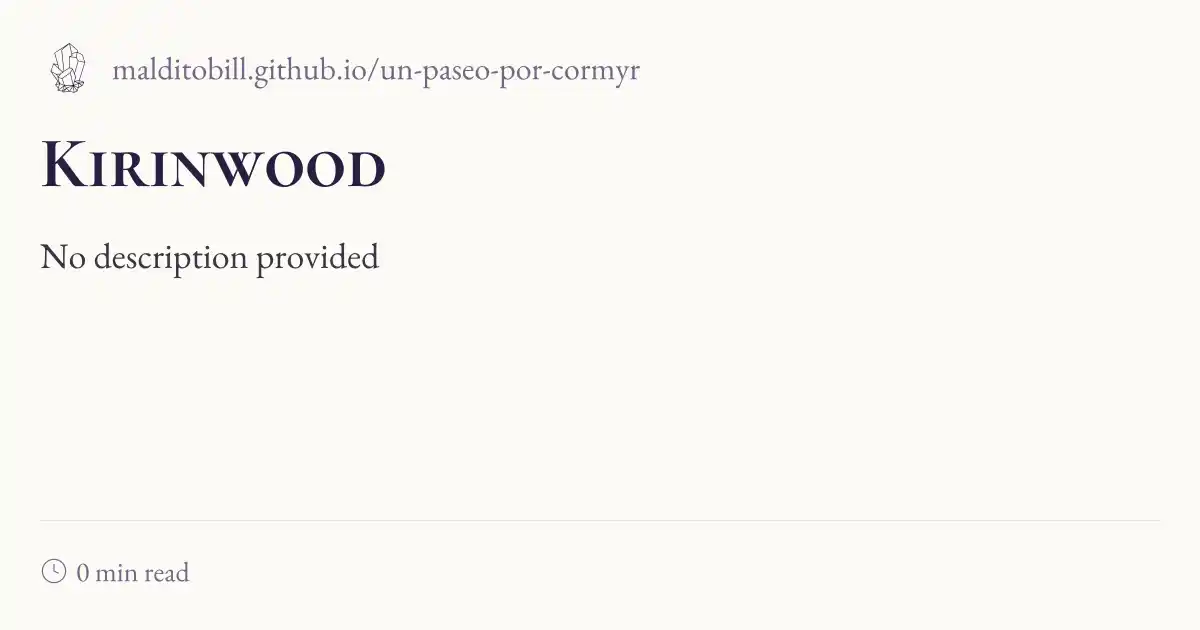 malditobill.github.io/un-paseo-por-cormyr
Kirinwood
No description provided
0 min read